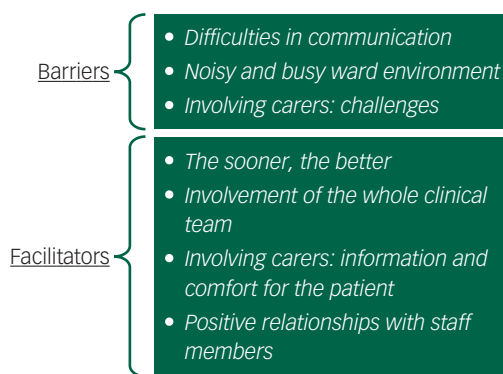 Barriers
• Difficulties in communication
• Noisy and busy ward environment
• Involving carers: challenges
Facilitators
• The sooner, the better
• Involvement of the whole clinical
team
• Involving carers: information and
comfort for the patient
• Positive relationships with staff
members